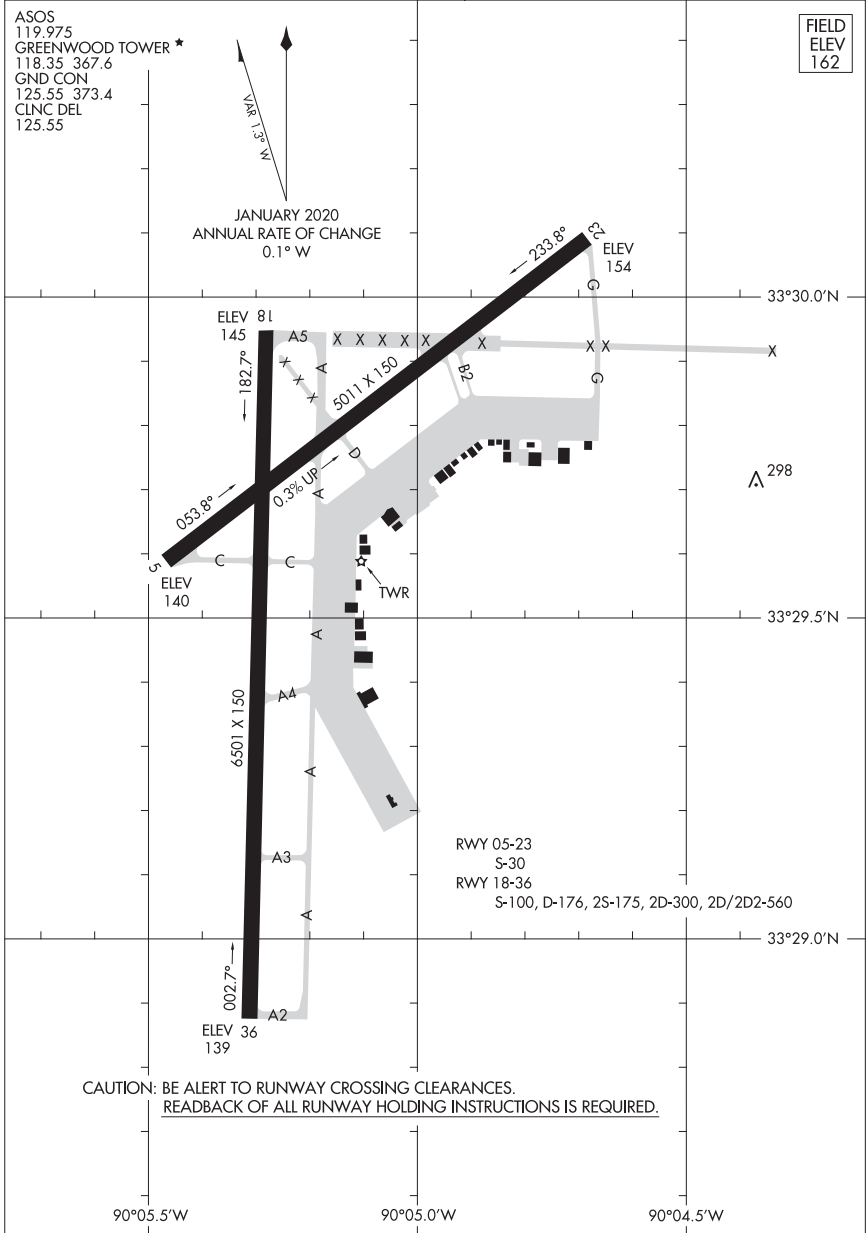 ASOS
119.975
GREENWOOD TOWER ★
118.35 367.6
GND CON
125.55 373.4
CLNC DEL
125.55
FIELD
ELEV
162
VAR 1.3° W
JANUARY 2020
ANNUAL RATE OF CHANGE
0.1° W
23
233.8°
ELEV
154
G
33°30.0'N
18
ELEV
145
A5
X X X X X X X X X
A
X X X
182.7°
5011 X 150
B2
G
D
0.3% UP
A
298
053.8°
5
ELEV
140
C
C
TWR
33°29.5'N
A
A4
6501 X 150
A
RWY 05-23
S-30
RWY 18-36
S-100, D-176, 2S-175, 2D-300, 2D/2D2-560
A3
A
33°29.0'N
002.7°
A2
ELEV 36
139
CAUTION: BE ALERT TO RUNWAY CROSSING CLEARANCES.
READBACK OF ALL RUNWAY HOLDING INSTRUCTIONS IS REQUIRED.
90°05.5'W
90°05.0'W
90°04.5'W